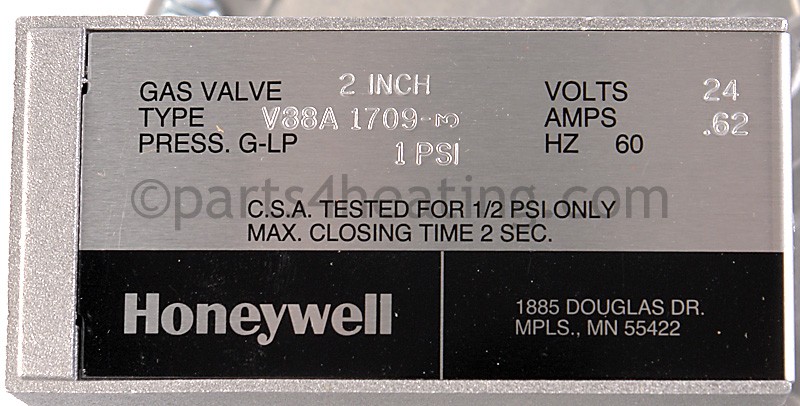 GAS VALVE 2 INCH
TYPE V88A 1709-3
PRESS. G-LP 1 PSI
VOLTS 24
AMPS .62
HZ 60
©parts4heating.com
C.S.A. TESTED FOR 1/2 PSI ONLY
MAX. CLOSING TIME 2 SEC.
Honeywell
1885 DOUGLAS DR.
MPLS., MN 55422